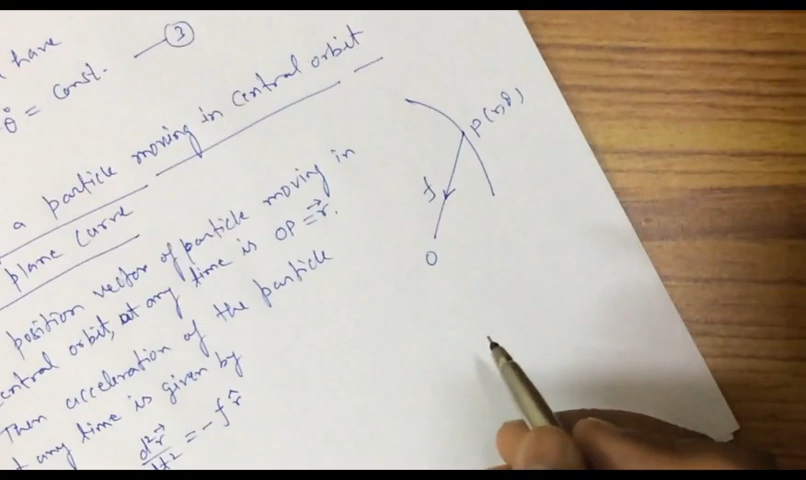 have
θ̇ = const. — ③
a particle moving in central orbit
plane curve
position vector of particle moving in
central orbit, at any time is OP = r⃗.
Then acceleration of the particle
at any time is given by
d²r⃗/dt² = -f r̂
P(r,θ)
f
O